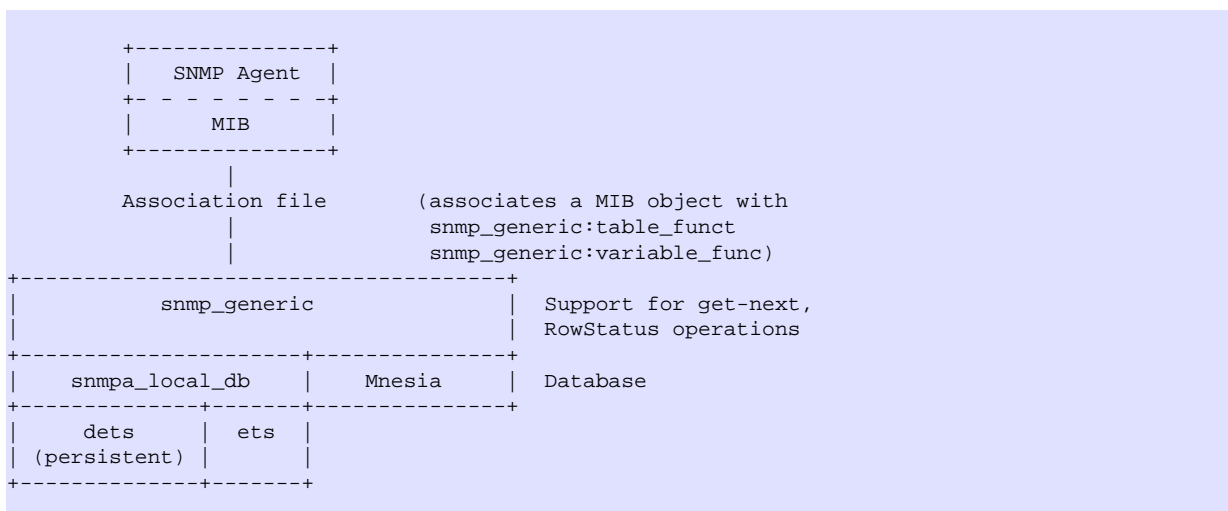 SNMP Agent
MIB
Association file (associates a MIB object with
snmp_generic:table_funct
snmp_generic:variable_func)
snmp_generic Support for get-next,
RowStatus operations
snmpa_local_db Mnesia Database
dets ets
(persistent)